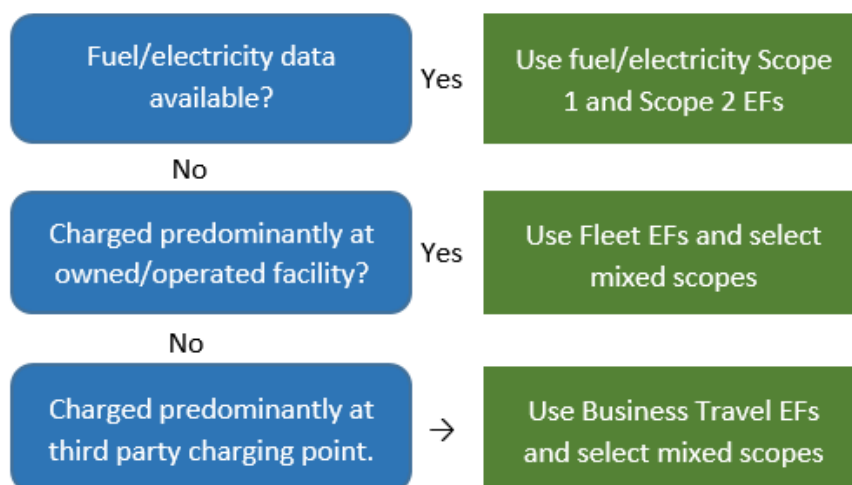 Fuel/electricity data
available?
Yes
Use fuel/electricity Scope
1 and Scope 2 EFs
No
Charged predominantly at
owned/operated facility?
Yes
Use Fleet EFs and select
mixed scopes
No
Charged predominantly at
third party charging point.
→
Use Business Travel EFs
and select mixed scopes